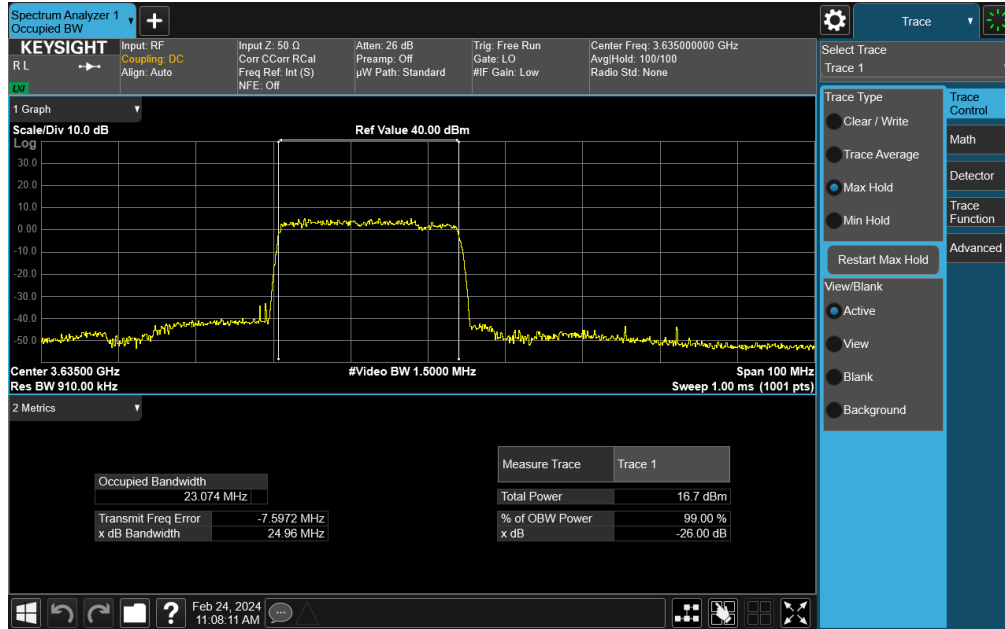 Spectrum Analyzer 1
Occupied BW
Trace
KEYSIGHT
R L
LXI
Input: RF
Coupling: DC
Align: Auto
Input Z: 50 Ω
Corr CCorr RCal
Freq Ref: Int (S)
NFE: Off
Atten: 26 dB
Preamp: Off
µW Path: Standard
Trig: Free Run
Gate: LO
#IF Gain: Low
Center Freq: 3.635000000 GHz
Avg|Hold: 100/100
Radio Std: None
Select Trace
Trace 1
1 Graph
Scale/Div 10.0 dB
Ref Value 40.00 dBm
Log
30.0
20.0
10.0
0.00
-10.0
-20.0
-30.0
-40.0
-50.0
Center 3.63500 GHz
#Video BW 1.5000 MHz
Span 100 MHz
Res BW 910.00 kHz
Sweep 1.00 ms (1001 pts)
2 Metrics
Occupied Bandwidth
23.074 MHz
Transmit Freq Error -7.5972 MHz
x dB Bandwidth 24.96 MHz
Measure Trace Trace 1
Total Power 16.7 dBm
% of OBW Power 99.00 %
x dB -26.00 dB
Trace Type
Clear / Write
Trace Average
Max Hold
Min Hold
Restart Max Hold
View/Blank
Active
View
Blank
Background
Trace
Control
Math
Detector
Trace
Function
Advanced
Feb 24, 2024
11:08:11 AM